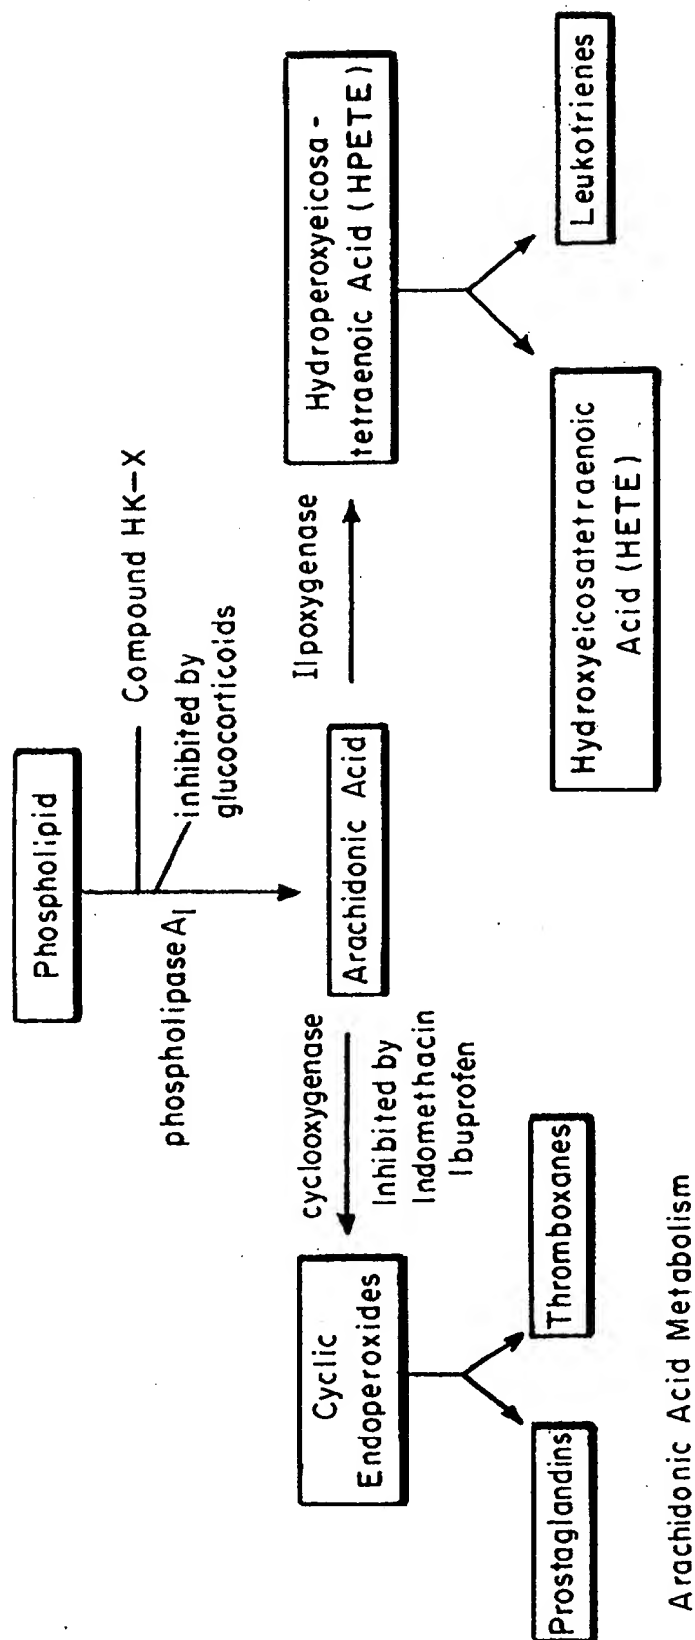 Phospholipid
Compound HK-X
inhibited by
glucocorticoids
phospholipase A1
Arachidonic Acid
cyclooxygenase
Inhibited by
Indomethacin
Ibuprofen
Ilpoxygenase
Cyclic
Endoperoxides
Hydroperoxyeicosa-
tetraenoic Acid (HPETE)
Prostaglandins
Thromboxanes
Hydroxyeicosatetraenoic
Acid (HETE)
Leukotrienes
Arachidonic Acid Metabolism